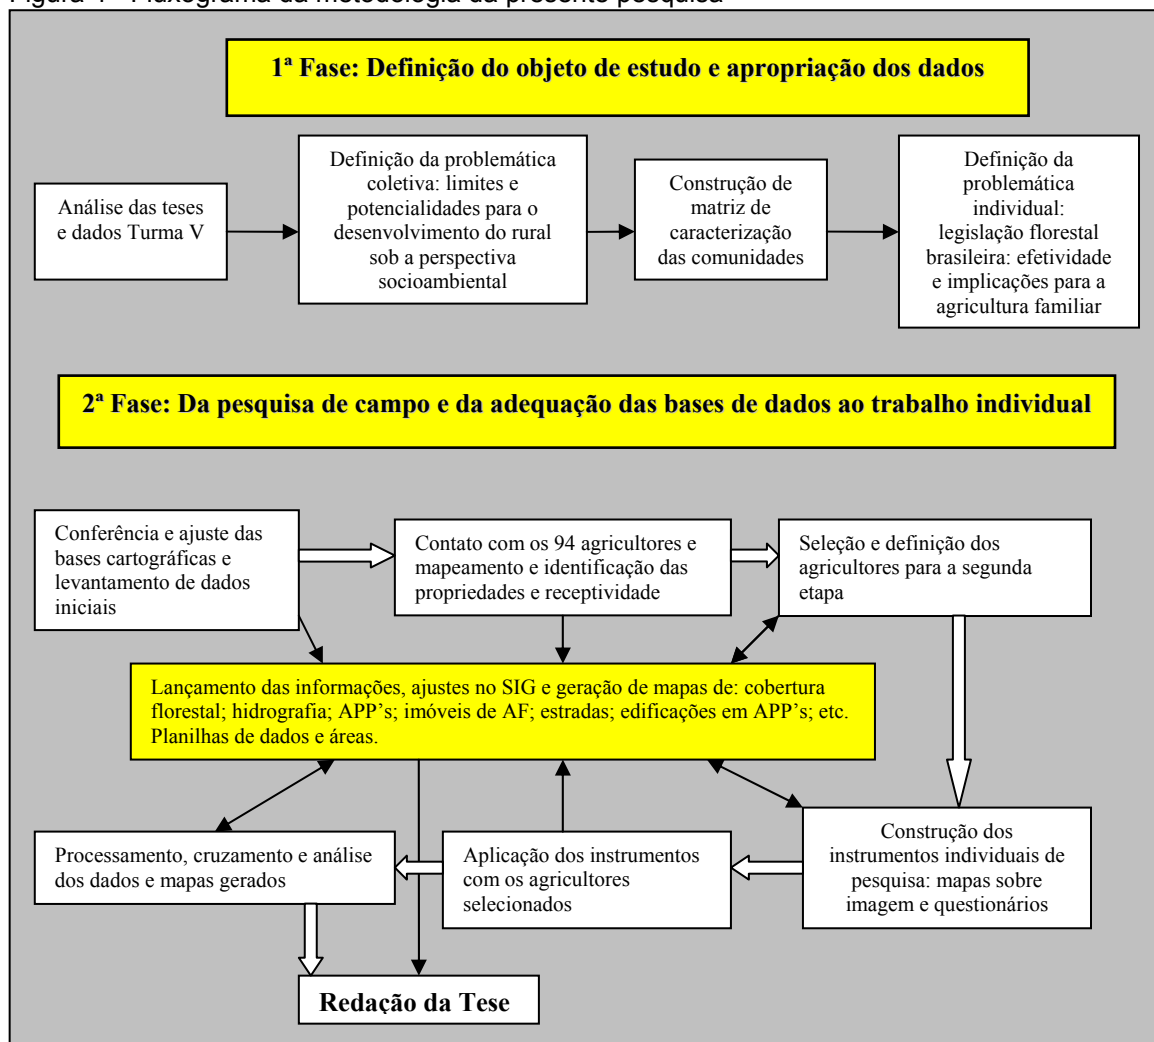 Figura 4 - Fluxograma da metodologia da presente pesquisa
1ª Fase: Definição do objeto de estudo e apropriação dos dados
Análise das teses
e dados Turma V
Definição da problemática
coletiva: limites e
potencialidades para o
desenvolvimento do rural
sob a perspectiva
socioambiental
Construção de
matriz de
caracterização
das comunidades
Definição da
problemática
individual:
legislação florestal
brasileira: efetividade
e implicações para a
agricultura familiar
2ª Fase: Da pesquisa de campo e da adequação das bases de dados ao trabalho individual
Conferência e ajuste das
bases cartográficas e
levantamento de dados
iniciais
Contato com os 94 agricultores e
mapeamento e identificação das
propriedades e receptividade
Seleção e definição dos
agricultores para a segunda
etapa
Lançamento das informações, ajustes no SIG e geração de mapas de: cobertura
florestal; hidrografia; APP's; imóveis de AF; estradas; edificações em APP's; etc.
Planilhas de dados e áreas.
Processamento, cruzamento e análise
dos dados e mapas gerados
Aplicação dos instrumentos
com os agricultores
selecionados
Construção dos
instrumentos individuais de
pesquisa: mapas sobre
imagem e questionários
Redação da Tese